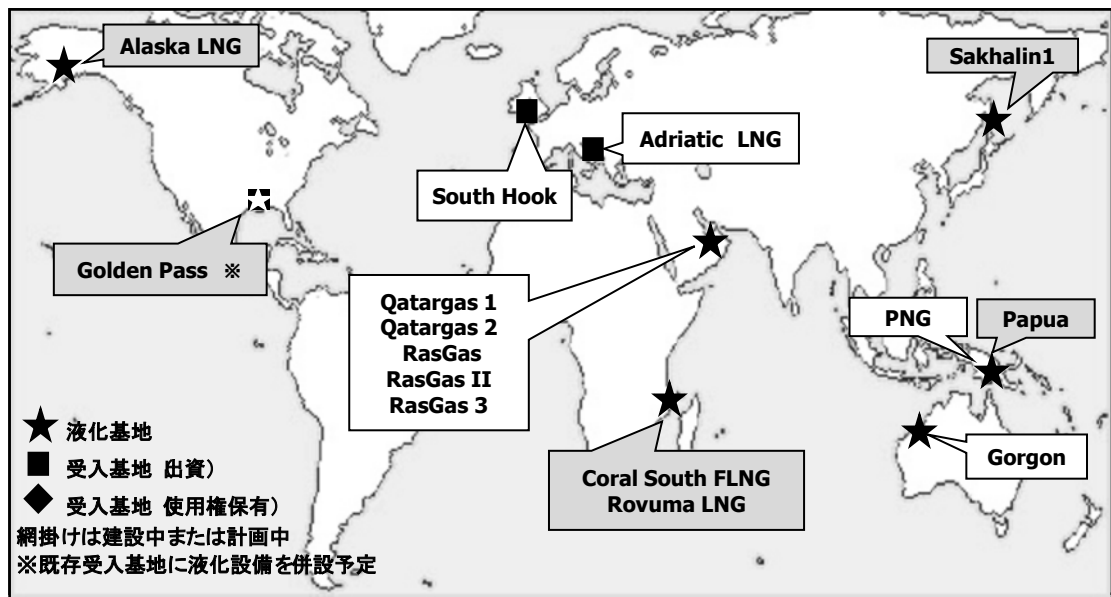 Alaska LNG
Sakhalin1
Adriatic LNG
South Hook
Golden Pass ※
Qatargas 1
Qatargas 2
RasGas
RasGas II
RasGas 3
PNG
Papua
Gorgon
Coral South FLNG
Rovuma LNG
液化基地
受入基地 出資）
受入基地 使用権保有）
網掛けは建設中または計画中
※既存受入基地に液化設備を併設予定